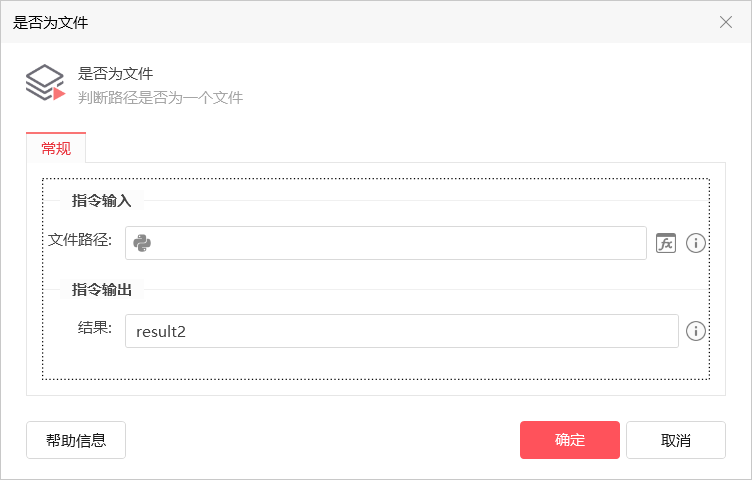 是否为文件
是否为文件
判断路径是否为一个文件
常规
指令输入
文件路径:
fx
指令输出
结果: result2
帮助信息 确定 取消